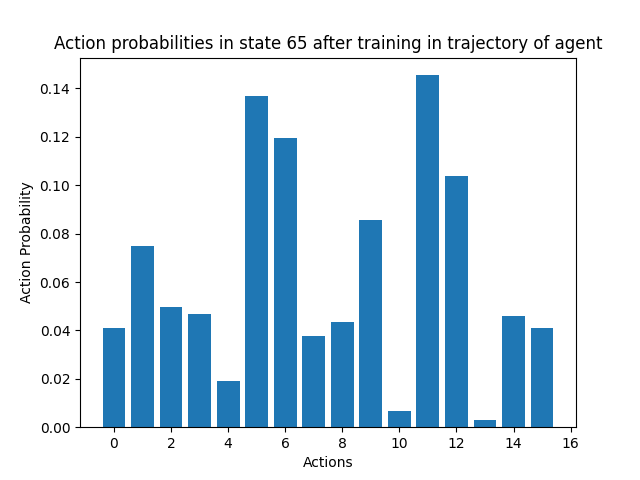 Action probabilities in state 65 after training in trajectory of agent
0.14
0.12
0.10
0.08
0.06
0.04
0.02
0.00
Action Probability
0 2 4 6 8 10 12 14 16
Actions